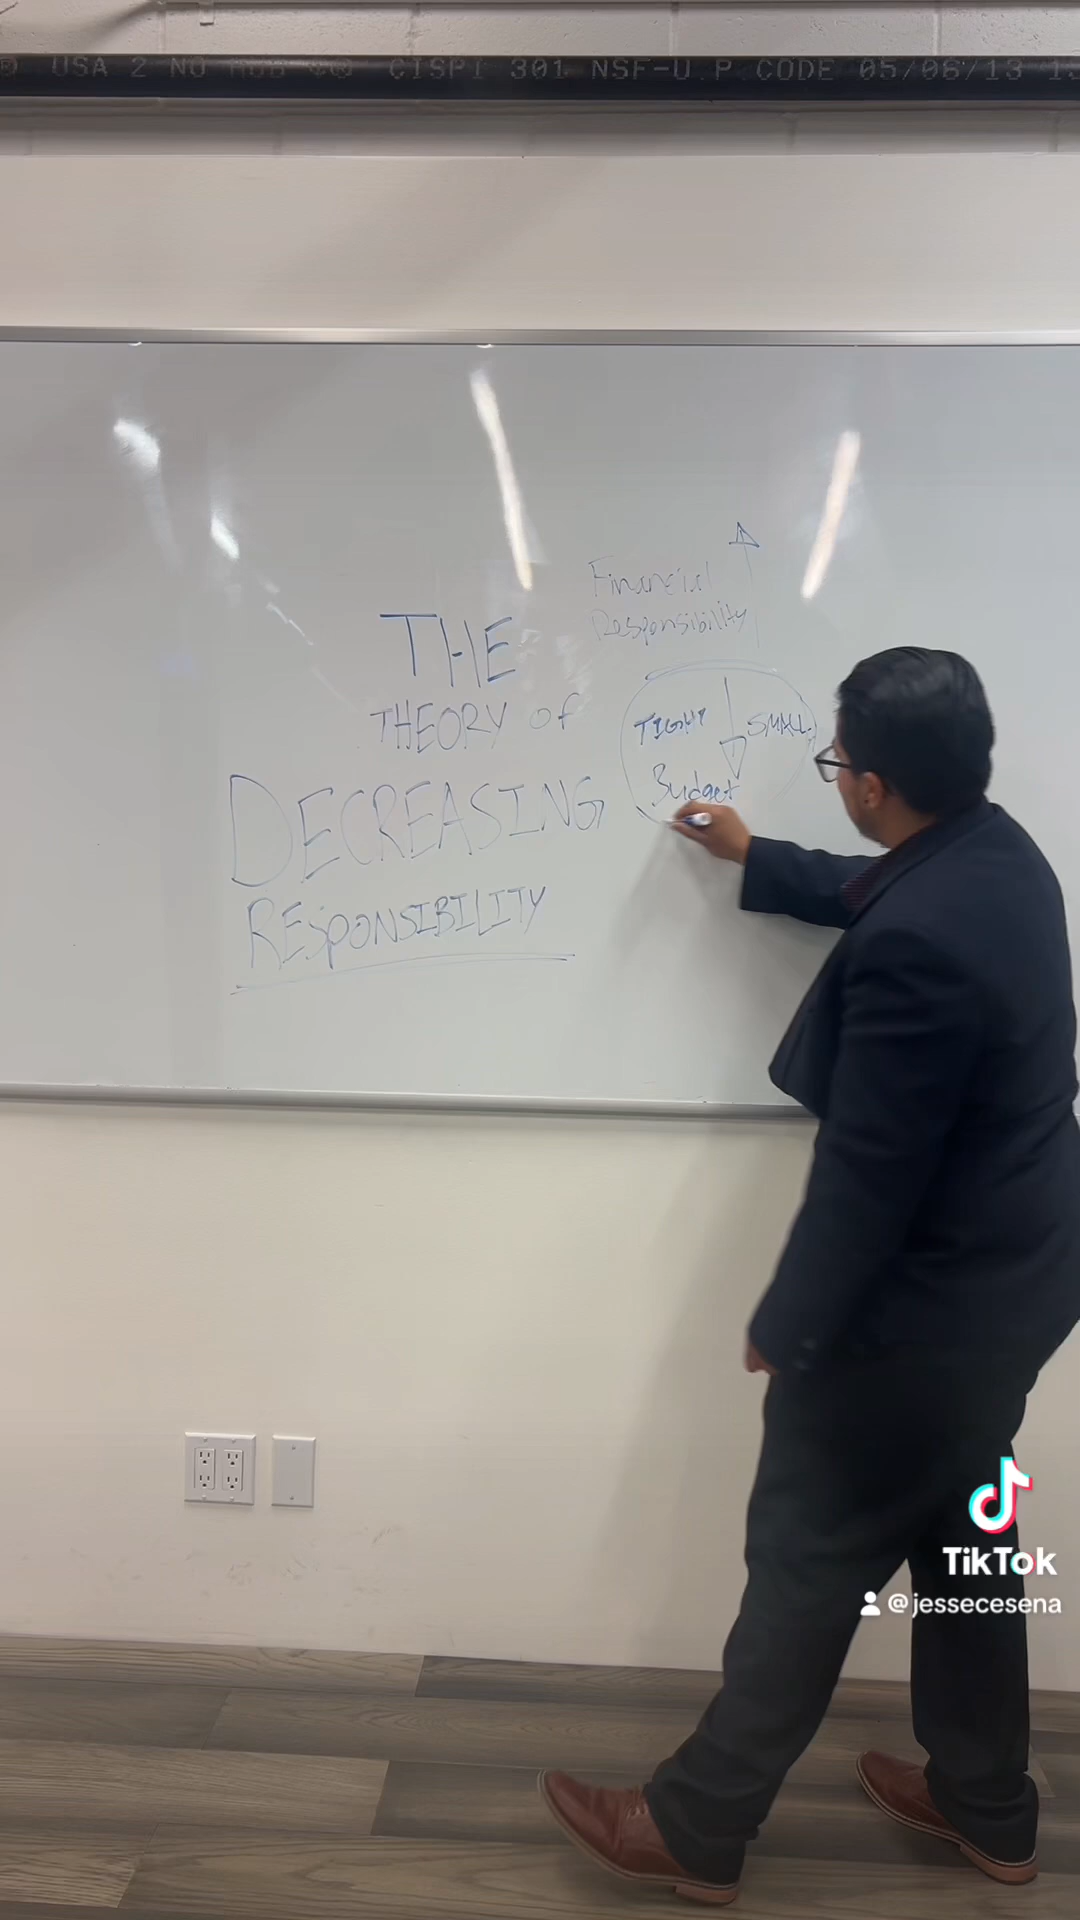 USA 2 NO HUB ® CISPI 301 NSF-U.P.CODE 05/06/13
Financial
Responsibility
THE
THEORY of
DECREASING
RESPONSIBILITY
TIGHT SMALL
Budget
TikTok
@jessecesena